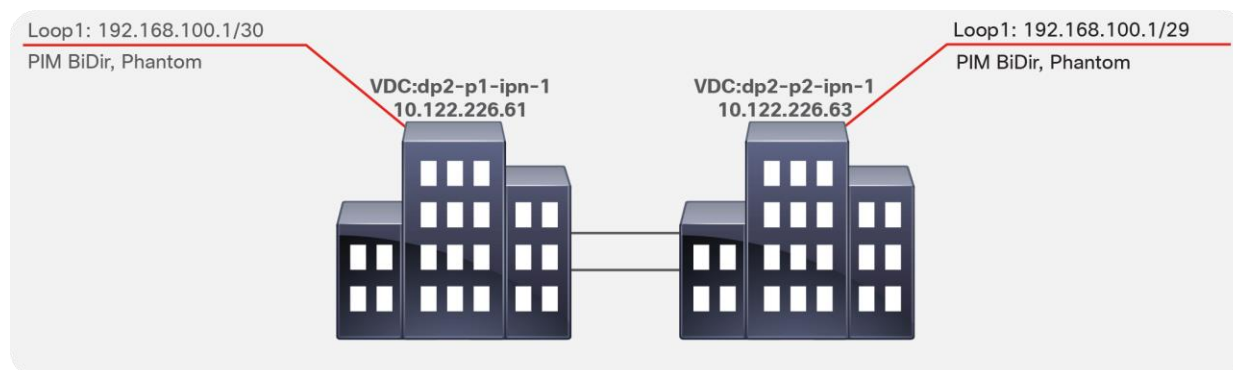 Loop1: 192.168.100.1/30
PIM BiDir, Phantom
VDC:dp2-p1-ipn-1
10.122.226.61
VDC:dp2-p2-ipn-1
10.122.226.63
Loop1: 192.168.100.1/29
PIM BiDir, Phantom